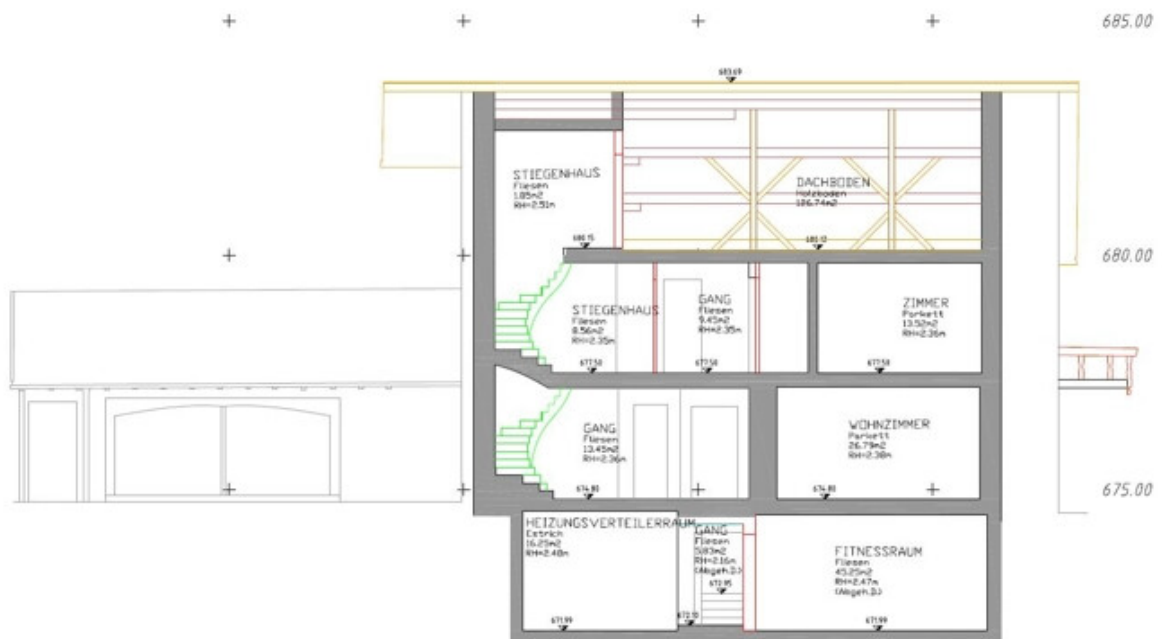 685.00
683.69
STIEGENHAUS
Fliesen
1.85m2
RH=2.51m
DACHBODEN
Holzboden
126.74m2
680.15
680.12
680.00
STIEGENHAUS
Fliesen
8.56m2
RH=2.35m
GANG
Fliesen
9.45m2
RH=2.35m
ZIMMER
Parkett
13.52m2
RH=2.36m
677.50
677.50
677.50
GANG
Fliesen
13.45m2
RH=2.36m
WOHNZIMMER
Parkett
26.79m2
RH=2.38m
674.80
674.80
675.00
HEIZUNGSVERTEILERRAUM
Estrich
16.25m2
RH=2.48m
GANG
Fliesen
5.83m2
RH=2.16m
(Abgeh.D.)
672.85
FITNESSRAUM
Fliesen
45.25m2
RH=2.47m
(Abgeh.D.)
671.99
672.10
671.99